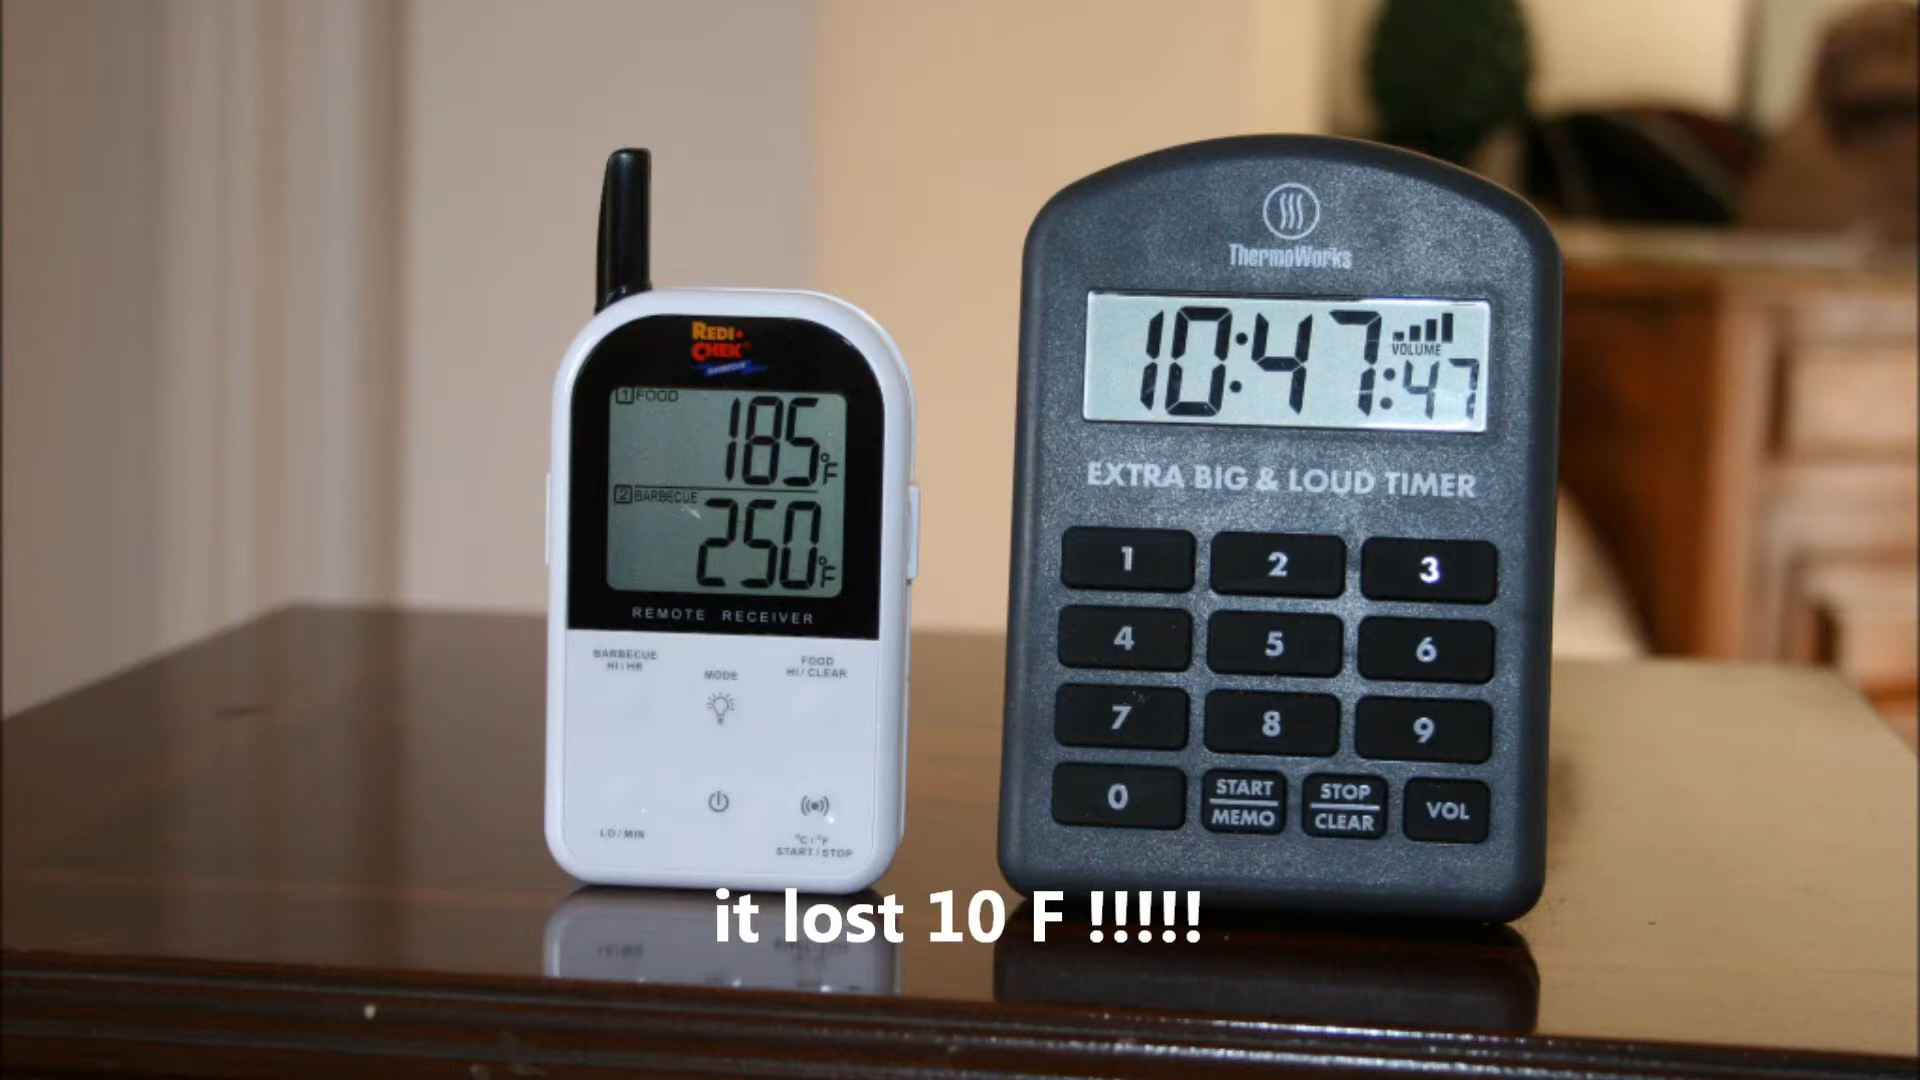 REDI
CHEK
1 FOOD
185°F
2 BARBECUE
250°F
REMOTE RECEIVER
BARBECUE
HI/HR
FOOD
HI/CLEAR
MODE
LO/MIN
°C/°F
START/STOP
ThermoWorks
10:47:47
VOLUME
EXTRA BIG & LOUD TIMER
1 2 3
4 5 6
7 8 9
0 START MEMO STOP CLEAR VOL
it lost 10 F !!!!!